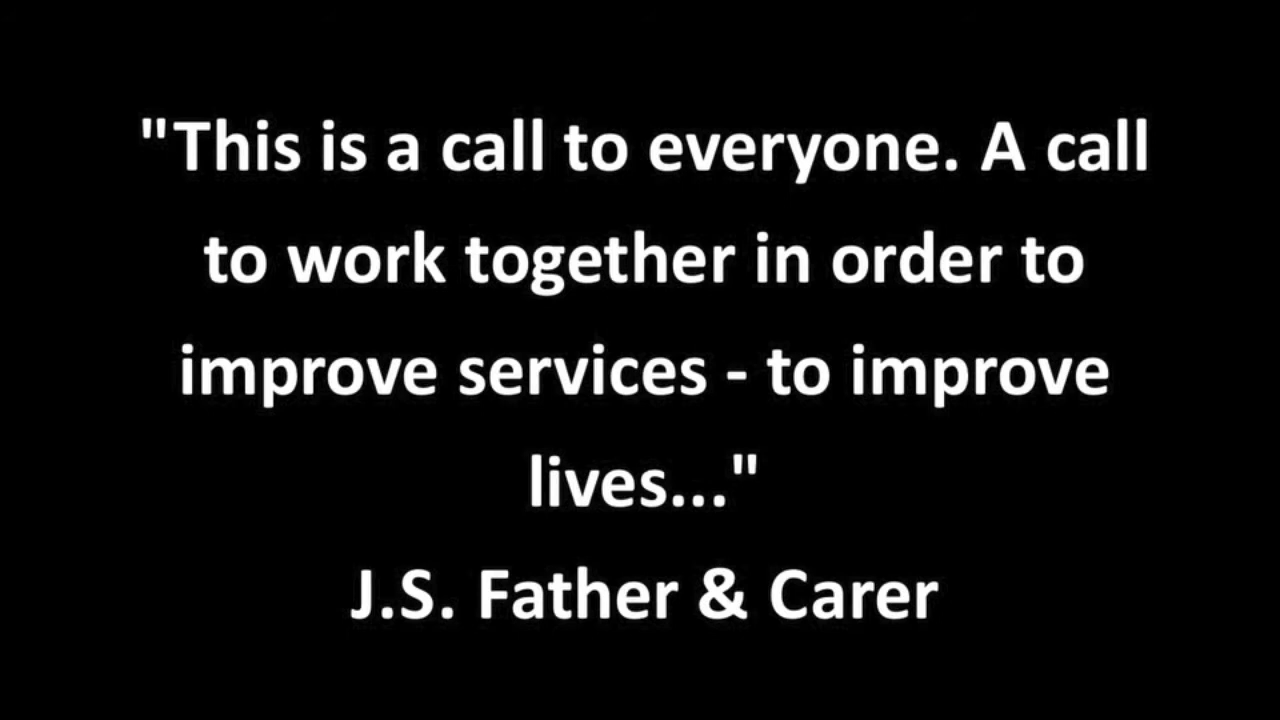 "This is a call to everyone. A call
to work together in order to
improve services - to improve
lives..."
J.S. Father & Carer